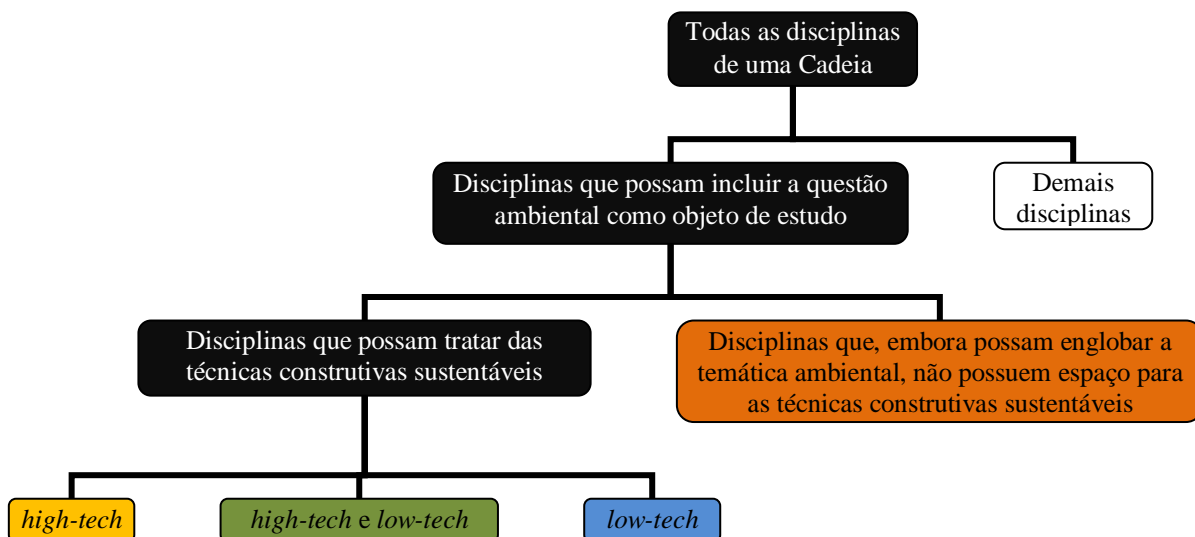 Todas as disciplinas
de uma Cadeia
Disciplinas que possam incluir a questão
ambiental como objeto de estudo
Demais
disciplinas
Disciplinas que possam tratar das
técnicas construtivas sustentáveis
Disciplinas que, embora possam englobar a
temática ambiental, não possuem espaço para
as técnicas construtivas sustentáveis
high-tech
high-tech e low-tech
low-tech